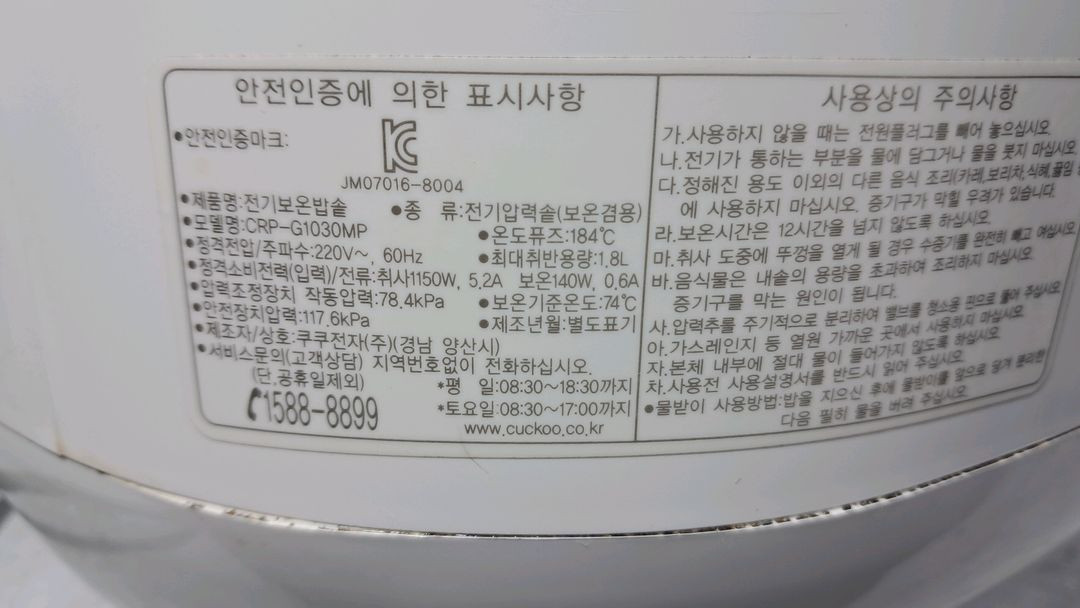 안전인증에 의한 표시사항
•안전인증마크:
JM07016-8004
•제품명:전기보온밥솥 •종 류:전기압력솥(보온겸용)
•모델명:CRP-G1030MP •온도퓨즈:184℃
•정격전압/주파수:220V~, 60Hz •최대취반용량:1.8L
•정격소비전력(입력)/전류:취사1150W, 5.2A 보온140W, 0.6A
•압력조정장치 작동압력:78.4kPa •보온기준온도:74℃
•안전장치압력:117.6kPa •제조년월:별도표기
•제조자/상호:쿠쿠전자(주)(경남 양산시)
•서비스문의(고객상담) 지역번호없이 전화하십시오.
(단,공휴일제외) *평 일:08:30~18:30까지
1588-8899 *토요일:08:30~17:00까지
www.cuckoo.co.kr
사용상의 주의사항
가.사용하지 않을 때는 전원플러그를 빼어 놓으십시오.
나.전기가 통하는 부분을 물에 담그거나 물을 붓지 마십시오.
다.정해진 용도 이외의 다른 음식 조리(카레,보리차,식혜,곰임 등)
에 사용하지 마십시오. 증기구가 막힐 우려가 있습니다.
라.보온시간은 12시간을 넘지 않도록 하십시오.
마.취사 도중에 뚜껑을 열게 될 경우 수증기를 완전히 빼고 여십시오.
바.음식물은 내솥의 용량을 초과하여 조리하지 마십시오.
증기구를 막는 원인이 됩니다.
사.압력추를 주기적으로 분리하여 밸브를 청소용 핀으로 뚫어 주십시오.
아.가스레인지 등 열원 가까운 곳에서 사용하지 마십시오.
자.본체 내부에 절대 물이 들어가지 않도록 하십시오.
차.사용전 사용설명서를 반드시 읽어 주십시오.
•물받이 사용방법:밥을 지으신 후에 물받이를 앞으로 당겨 분리한
다음 필히 물을 버려 주십시오.